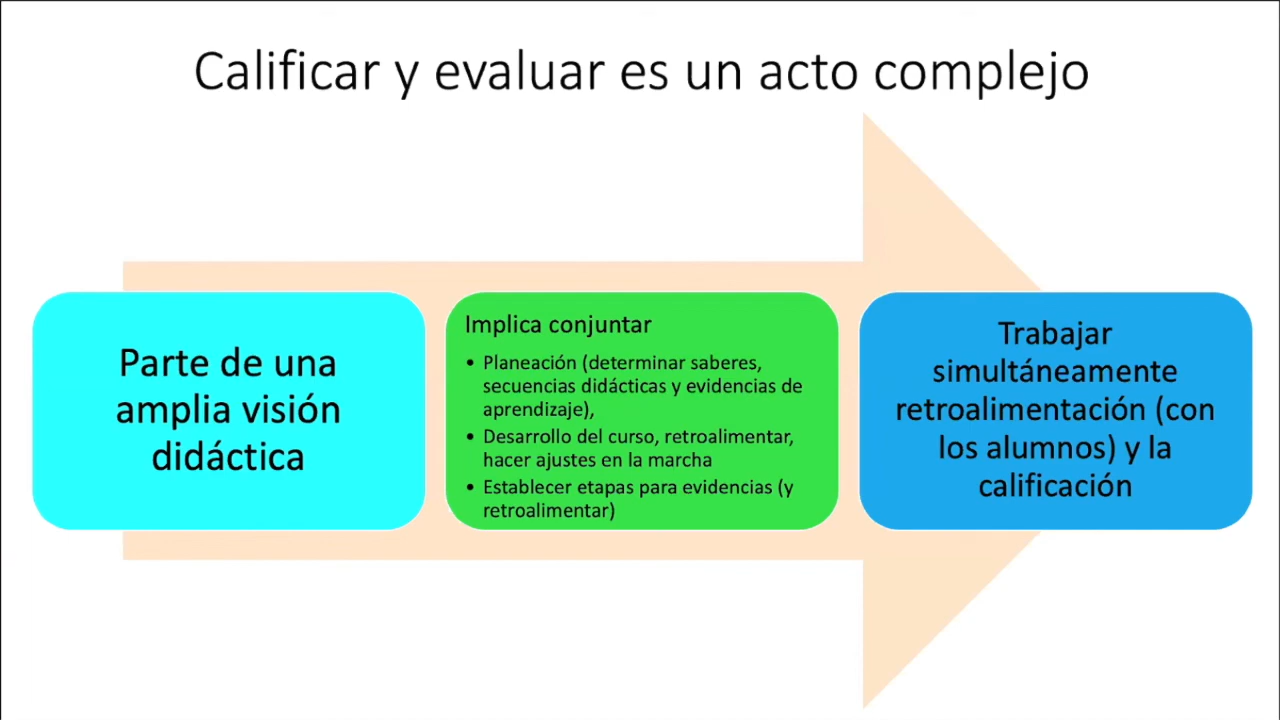 Calificar y evaluar es un acto complejo
Parte de una
amplia visión
didáctica
Implica conjuntar
• Planeación (determinar saberes,
secuencias didácticas y evidencias de
aprendizaje),
• Desarrollo del curso, retroalimentar,
hacer ajustes en la marcha
• Establecer etapas para evidencias (y
retroalimentar)
Trabajar
simultáneamente
retroalimentación (con
los alumnos) y la
calificación